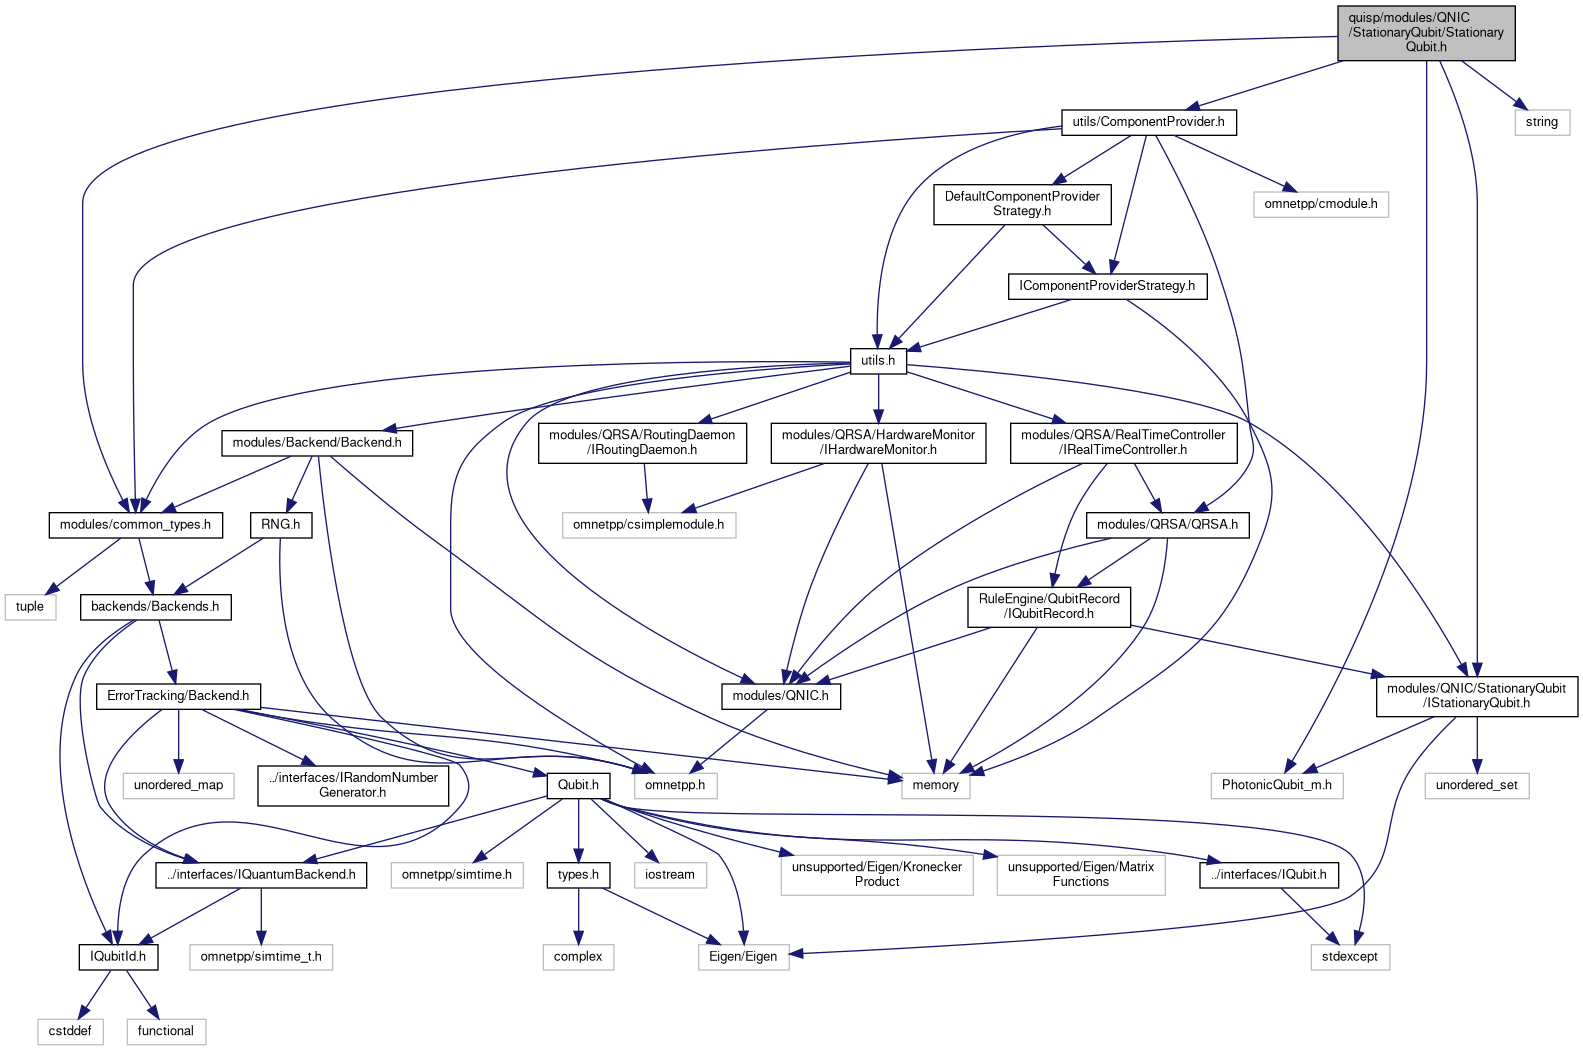 quisp/modules/QNIC
/StationaryQubit/Stationary
Qubit.h
utils/ComponentProvider.h
string
DefaultComponentProvider
Strategy.h
omnetpp/cmodule.h
IComponentProviderStrategy.h
utils.h
modules/Backend/Backend.h
modules/QRSA/RoutingDaemon
/IRoutingDaemon.h
modules/QRSA/HardwareMonitor
/IHardwareMonitor.h
modules/QRSA/RealTimeController
/IRealTimeController.h
modules/common_types.h
RNG.h
omnetpp/csimplemodule.h
modules/QRSA/QRSA.h
tuple
backends/Backends.h
RuleEngine/QubitRecord
/IQubitRecord.h
ErrorTracking/Backend.h
modules/QNIC.h
modules/QNIC/StationaryQubit
/IStationaryQubit.h
unordered_map
../interfaces/IRandomNumber
Generator.h
Qubit.h
omnetpp.h
memory
PhotonicQubit_m.h
unordered_set
../interfaces/IQuantumBackend.h
omnetpp/simtime.h
types.h
iostream
unsupported/Eigen/Kronecker
Product
unsupported/Eigen/Matrix
Functions
../interfaces/IQubit.h
IQubitId.h
omnetpp/simtime_t.h
complex
Eigen/Eigen
stdexcept
cstddef
functional